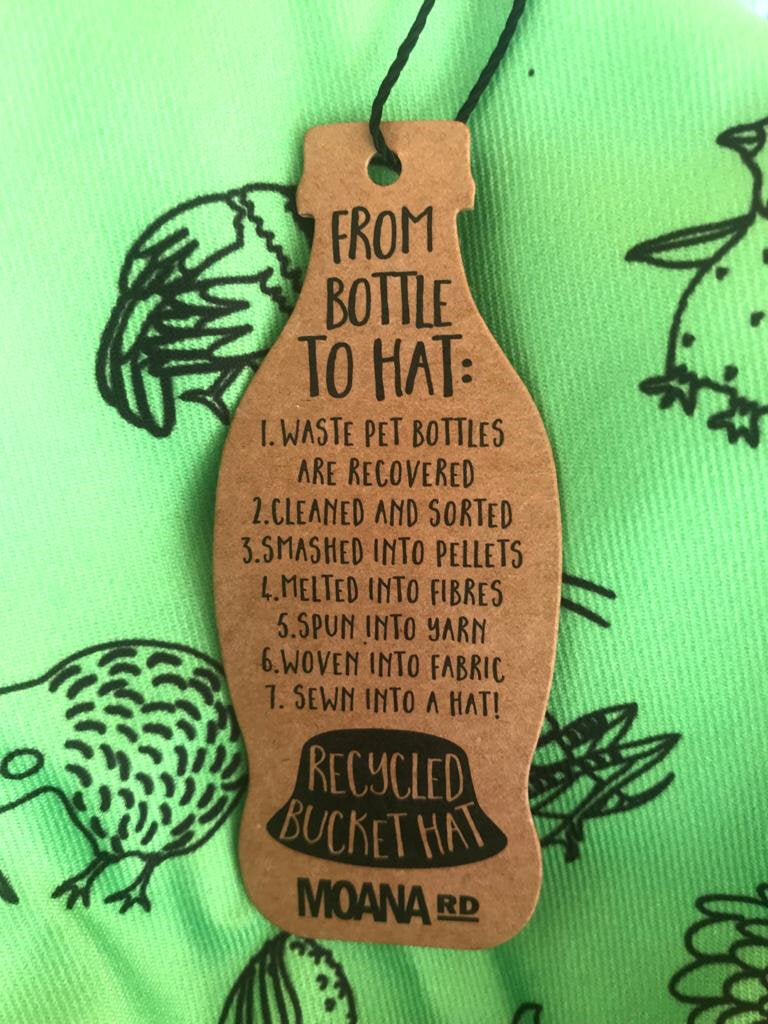 FROM
BOTTLE
TO HAT:
1. WASTE PET BOTTLES
ARE RECOVERED
2.CLEANED AND SORTED
3.SMASHED INTO PELLETS
4.MELTED INTO FIBRES
5.SPUN INTO YARN
6.WOVEN INTO FABRIC
7. SEWN INTO A HAT!
RECYCLED
BUCKET HAT
MOANA RD